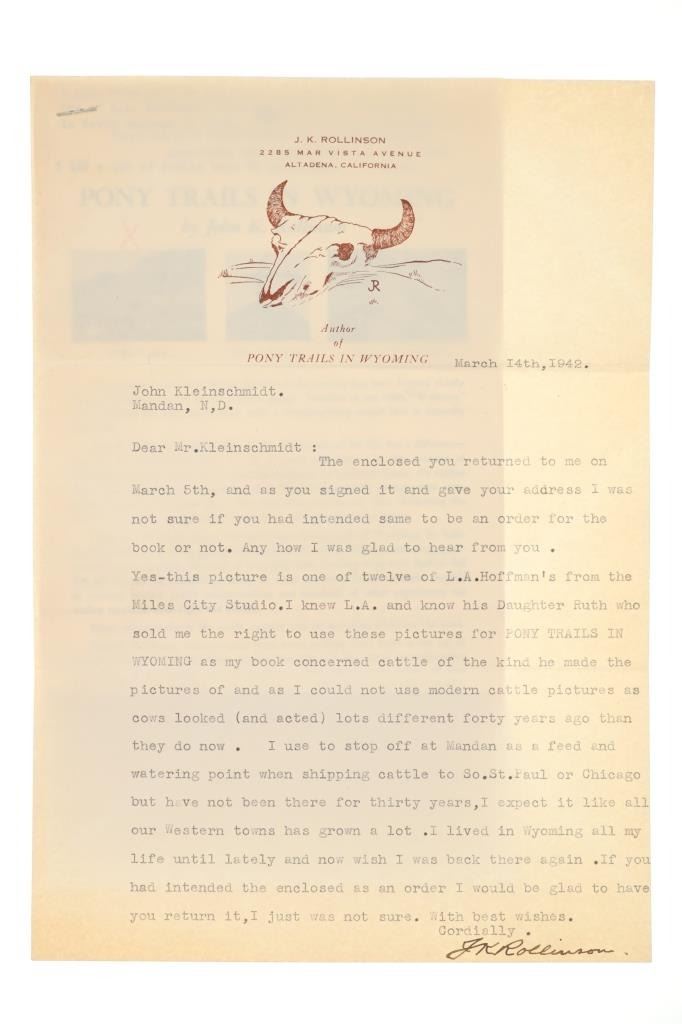 J. K. ROLLINSON
2285 MAR VISTA AVENUE
ALTADENA, CALIFORNIA
PONY TRAILS IN WYOMING
by John K.
JR
Author
of
PONY TRAILS IN WYOMING
March 14th,1942.
John Kleinschmidt.
Mandan, N,D.
Dear Mr.Kleinschmidt :
The enclosed you returned to me on
March 5th, and as you signed it and gave your address I was
not sure if you had intended same to be an order for the
book or not. Any how I was glad to hear from you .
Yes-this picture is one of twelve of L.A.Hoffman's from the
Miles City Studio.I knew L.A. and know his Daughter Ruth who
sold me the right to use these pictures for PONY TRAILS IN
WYOMING as my book concerned cattle of the kind he made the
pictures of and as I could not use modern cattle pictures as
cows looked (and acted) lots different forty years ago than
they do now .   I use to stop off at Mandan as a feed and
watering point when shipping cattle to So.St.Paul or Chicago
but have not been there for thirty years,I expect it like all
our Western towns has grown a lot .I lived in Wyoming all my
life until lately and now wish I was back there again .If you
had intended the enclosed as an order I would be glad to have
you return it,I just was not sure. With best wishes.
Cordially .
JKRollinson.